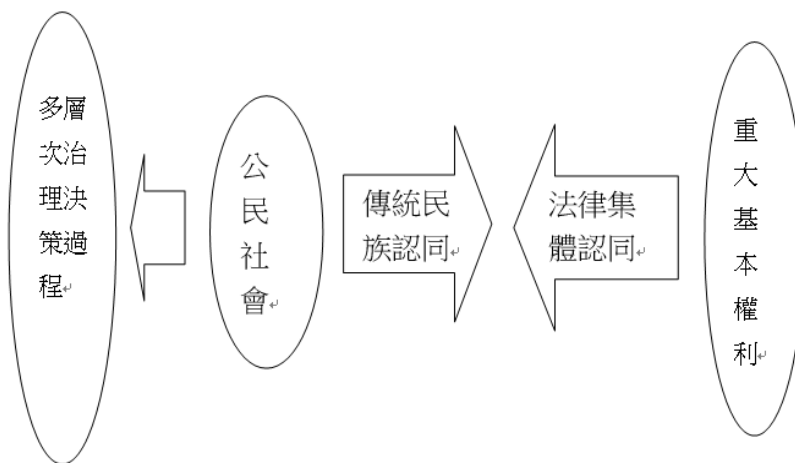 多層
次治
理決
策過
程
公
民
社
會
傳統民
族認同
法律集
體認同
重
大
基
本
權
利